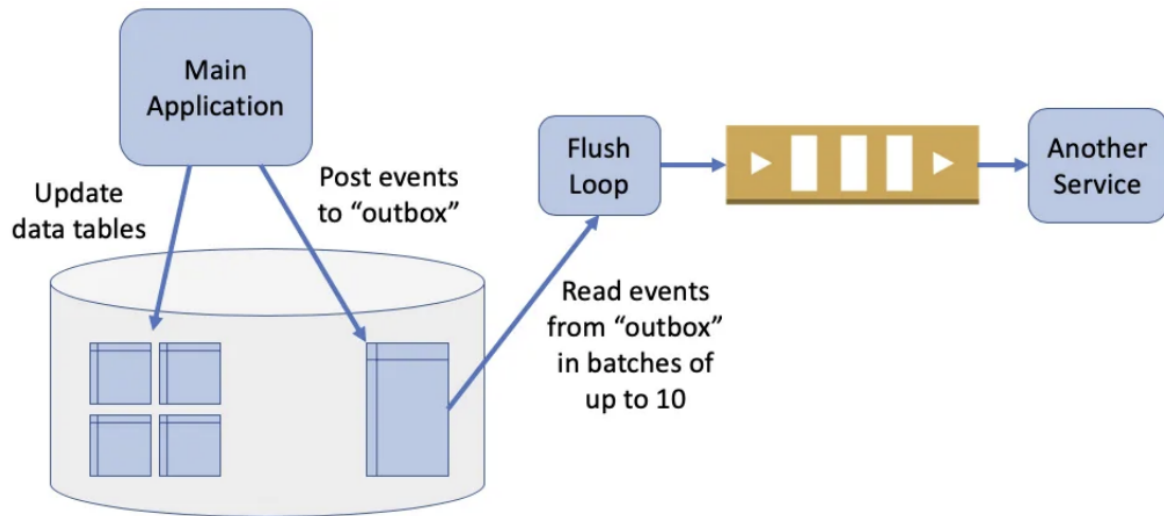 Main
Application
Update
data tables
Post events
to “outbox”
Flush
Loop
Another
Service
Read events
from “outbox”
in batches of
up to 10